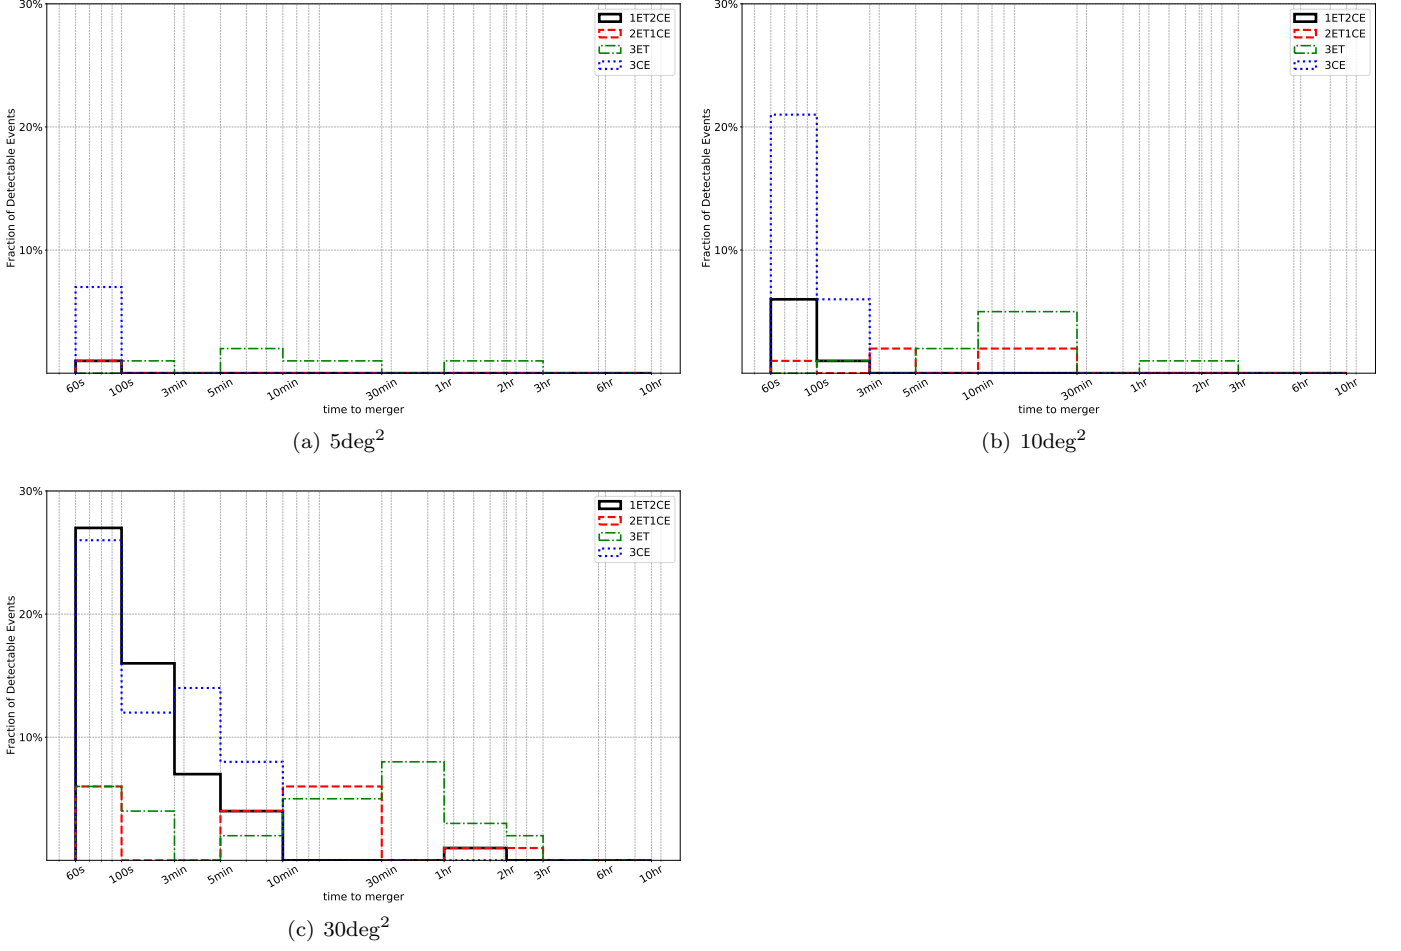 30%
20%
10%
Fraction of Detectable Events
1ET2CE
2ET1CE
3ET
3CE
60s 100s 3min 5min 10min 30min 1hr 2hr 3hr 6hr 10hr
time to merger
(a) 5deg²
30%
20%
10%
Fraction of Detectable Events
1ET2CE
2ET1CE
3ET
3CE
60s 100s 3min 5min 10min 30min 1hr 2hr 3hr 6hr 10hr
time to merger
(b) 10deg²
30%
20%
10%
Fraction of Detectable Events
1ET2CE
2ET1CE
3ET
3CE
60s 100s 3min 5min 10min 30min 1hr 2hr 3hr 6hr 10hr
time to merger
(c) 30deg²